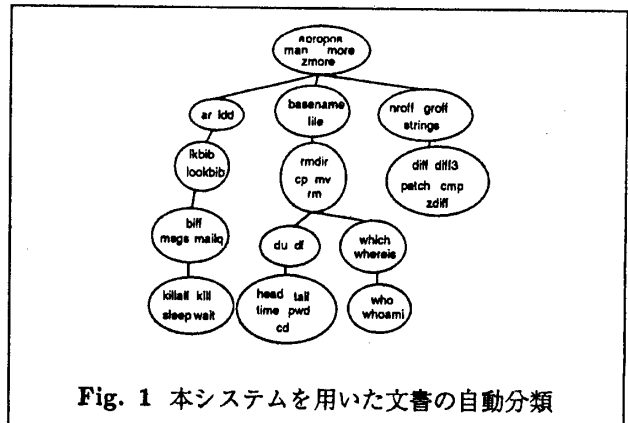 apropos
man more
zmore
ar ldd
basename
file
nroff groff
strings
lkbib
lookbib
rmdir
cp mv
rm
diff diff3
patch cmp
zdiff
biff
msgs mailq
du df
which
whereis
killall kill
sleep wait
head tail
time pwd
cd
who
whoami
Fig. 1 本システムを用いた文書の自動分類